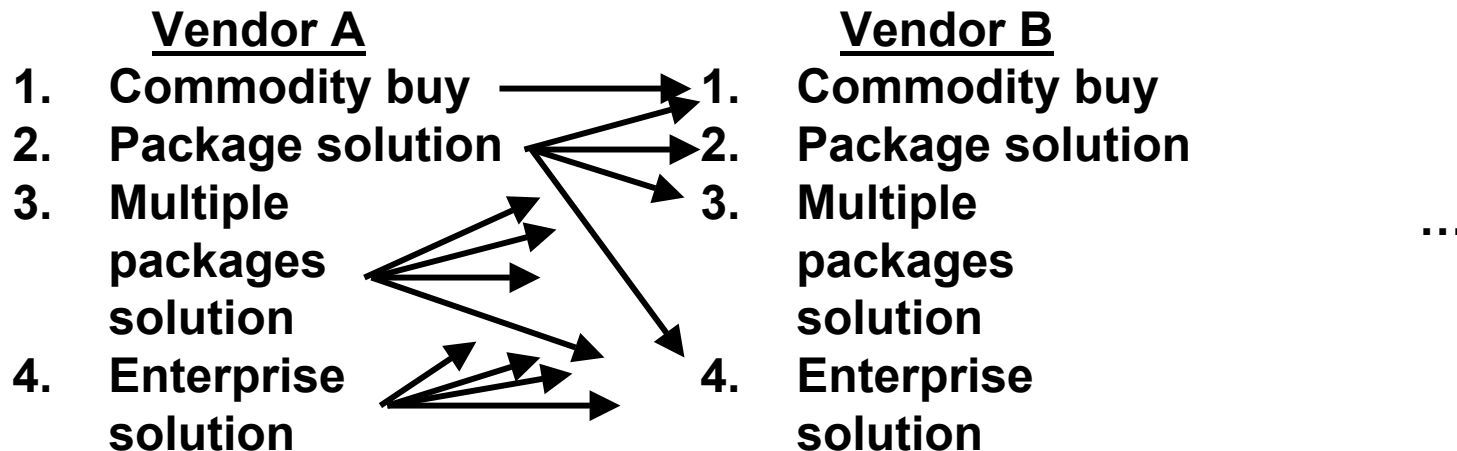 Vendor A
1. Commodity buy
2. Package solution
3. Multiple
packages
solution
4. Enterprise
solution
Vendor B
1. Commodity buy
2. Package solution
3. Multiple
packages
solution
4. Enterprise
solution
...